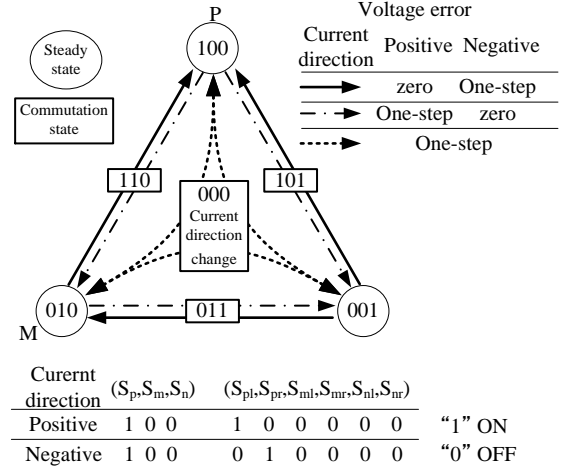 P
Voltage error
Steady state
Current direction Positive Negative
zero One-step
One-step zero
One-step
Commutation state
100
110
101
000
Current direction change
010
011
001
M
Curernt direction (Sp,Sm,Sn) (Spl,Spr,Sml,Smr,Snl,Snr)
Positive 1 0 0 1 0 0 0 0 0 “1” ON
Negative 1 0 0 0 1 0 0 0 0 “0” OFF